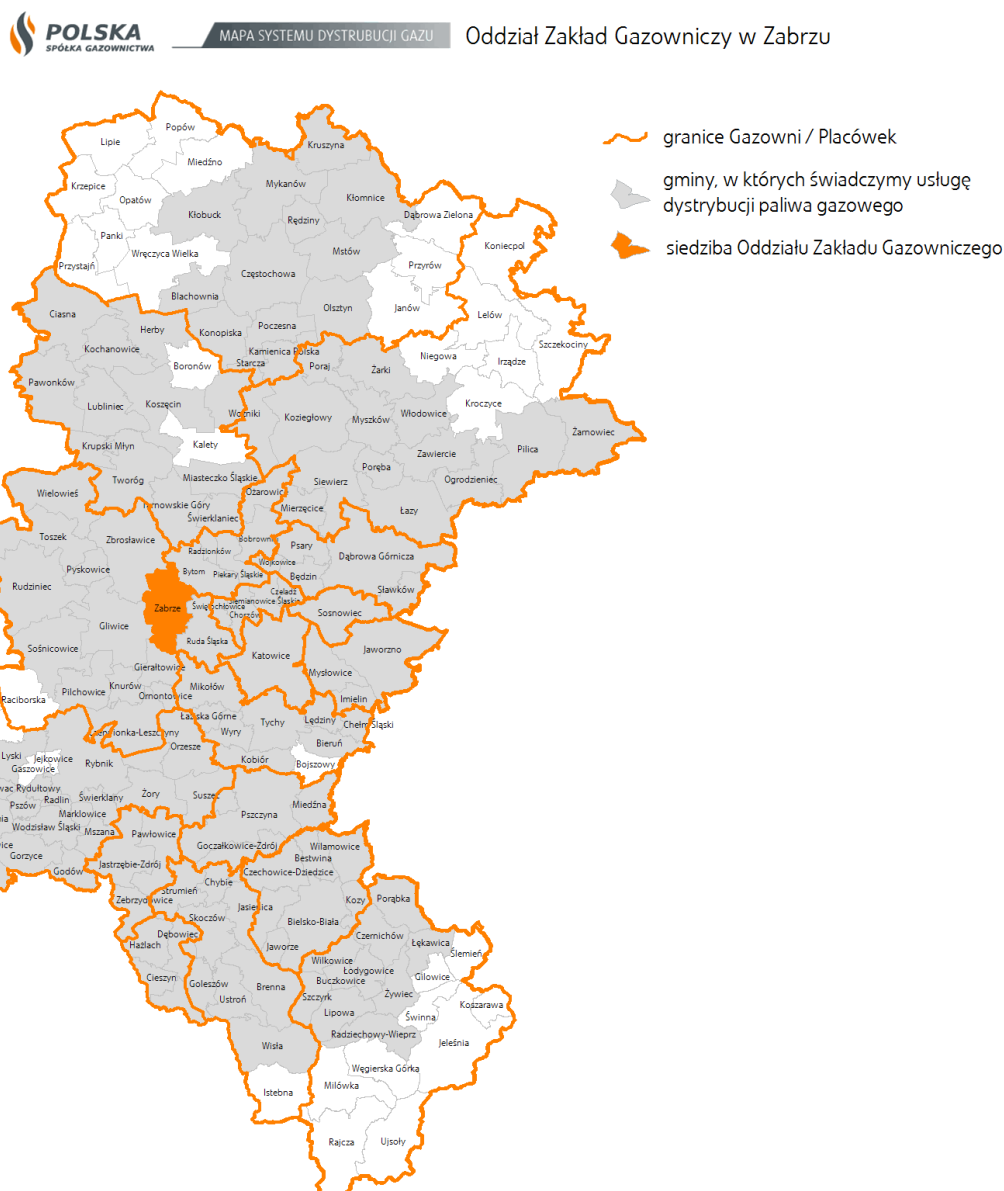 POLSKA
SPÓŁKA GAZOWNICTWA
MAPA SYSTEMU DYSTRUBUCJI GAZU
Oddział Zakład Gazowniczy w Zabrzu
granice Gazowni / Placówek
gminy, w których świadczymy usługę
dystrybucji paliwa gazowego
siedziba Oddziału Zakładu Gazowniczego
Popów
Lipie
Kruszyna
Miedźno
Krzepice
Mykanów
Opatów
Kłomnice
Kłobuck
Rędziny
Dąbrowa Zielona
Panki
Koniecpol
Wręczyca Wielka
Mstów
Przystajń
Przyrów
Częstochowa
Blachownia
Olsztyn
Janów
Ciasna
Lelów
Herby
Konopiska
Poczesna
Szczekociny
Kochanowice
Kamienica Polska
Niegowa
Starcza
Boronów
Poraj
Irządze
Żarki
Pawonków
Lubliniec
Koszęcin
Kroczyce
Woźniki
Koziegłowy
Myszków
Włodowice
Żarnowiec
Krupski Młyn
Kalety
Zawiercie
Pilica
Poręba
Tworóg
Miasteczko Śląskie
Siewierz
Ogrodzieniec
Wielowieś
Ożarowice
Mierzęcice
Łazy
Tarnowskie Góry
Świerklaniec
Toszek
Zbrosławice
Bobrowniki
Psary
Radzionków
Dąbrowa Górnicza
Wojkowice
Pyskowice
Bytom
Piekary Śląskie
Będzin
Rudziniec
Czeladź
Sławków
Siemianowice Śląskie
Zabrze
Świętochłowice
Chorzów
Sosnowiec
Gliwice
Ruda Śląska
Sośnicowice
Katowice
Jaworzno
Gierałtowice
Mysłowice
Knurów
Mikołów
Pilchowice
Ornontowice
Raciborska
Imielin
Łaziska Górne
Lędziny
Tychy
Chełm Śląski
Wyry
Czerwionka-Leszczyny
Orzesze
Bieruń
Lyski
Jejkowice
Kobiór
Bojszowy
Gaszowice
Rybnik
Rydułtowy
Żory
Suszec
Radlin
Świerklany
Pszów
Miedźna
Marklowice
Pszczyna
Wodzisław Śląski
Mszana
Pawłowice
Goczałkowice-Zdrój
Wilamowice
Gorzyce
Bestwina
Jastrzębie-Zdrój
Godów
Czechowice-Dziedzice
Chybie
Strumień
Zebrzydowice
Kozy
Porąbka
Jasienica
Skoczów
Bielsko-Biała
Dębowiec
Czernichów
Hażlach
Łękawica
Jaworze
Ślemień
Wilkowice
Łodygowice
Cieszyn
Gilowice
Goleszów
Buczkowice
Brenna
Ustroń
Szczyrk
Żywiec
Koszarawa
Lipowa
Świnna
Radziechowy-Wieprz
Wisła
Jeleśnia
Węgierska Górka
Istebna
Milówka
Rajcza
Ujsoły